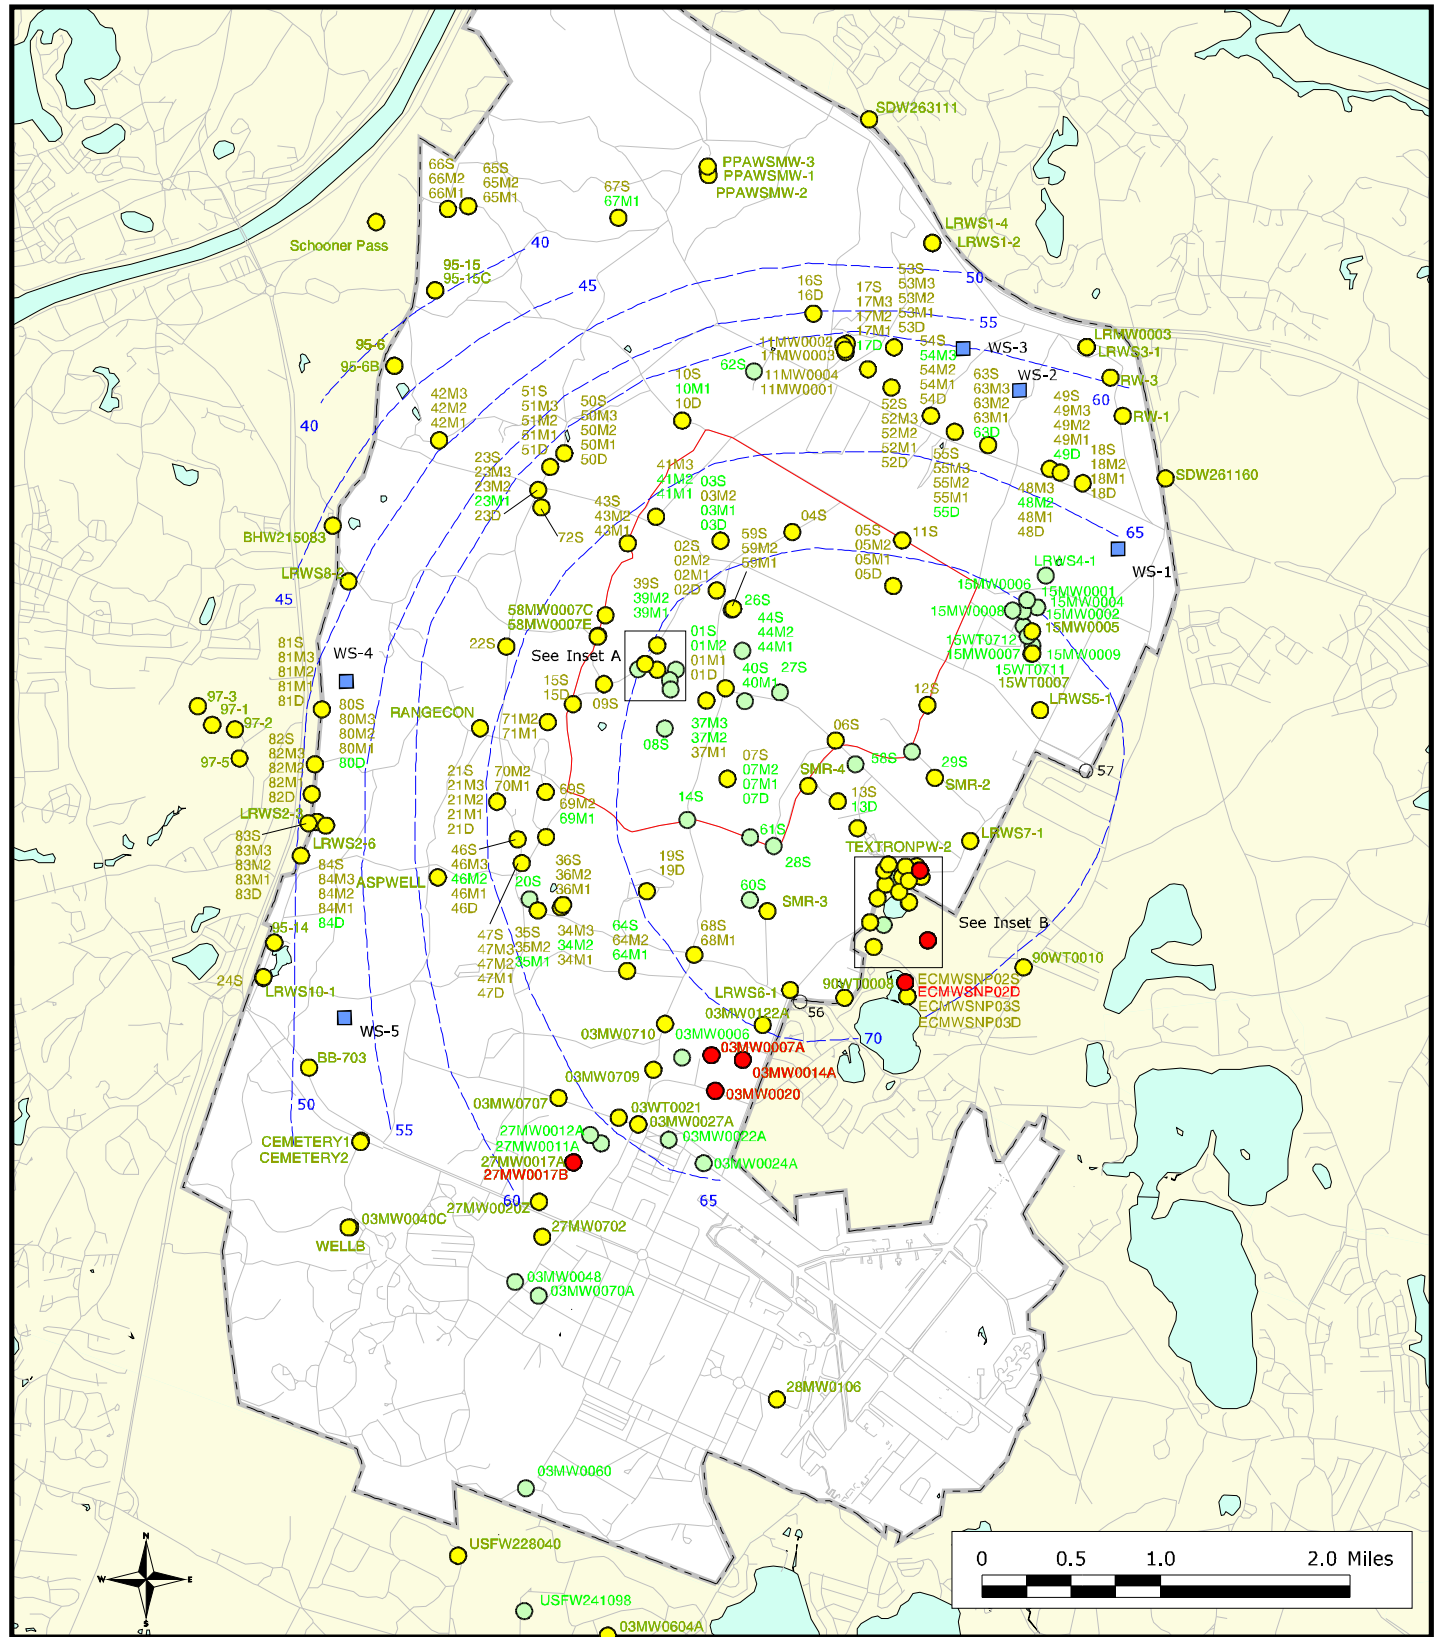 SDW263111
PPAWSMW-3
PPAWSMW-1
PPAWSMW-2
66S
66M2
66M1
65S
65M2
65M1
67S
67M1
Schooner Pass
LRWS1-4
LRWS1-2
40
45
50
55
95-15
95-15C
16S
16D
17S
17M3
17M2
17M1
17D
53S
53M3
53M2
53M1
53D
11MW0002
11MW0003
11MW0004
11MW0001
54S
54M3
54M2
54M1
54D
WS-3
LRMW0003
LRWS3-1
WS-2
RW-3
60
RW-1
95-6
95-6B
62S
10S
10M1
10D
63S
63M3
63M2
63M1
63D
49S
49M3
49M2
49M1
49D
42M3
42M2
42M1
51S
51M3
51M2
51M1
51D
50S
50M3
50M2
50M1
50D
52S
52M3
52M2
52M1
52D
40
23S
23M3
23M2
23M1
23D
41M3
41M2
41M1
03S
03M2
03M1
03D
55S
55M3
55M2
55M1
55D
18S
18M2
18M1
18D
SDW261160
48M3
48M2
48M1
48D
43S
43M2
42M1
72S
BHW215083
04S
05S
05M2
05M1
05D
11S
65
WS-1
02S
02M2
02M1
02D
59S
59M2
59M1
LRWS4-1
LRWS8-2
45
39S
39M2
39M1
26S
15MW0006
15MW0001
15MW0004
15MW0008
15MW0002
15MW0005
58MW0007C
58MW0007E
44S
44M2
44M1
01S
01M2
01M1
01D
15WT0712
15MW0007
15MW0009
15WT0711
15WT0007
81S
81M3
81M2
81M1
81D
WS-4
22S
See Inset A
40S
40M1
27S
LRWS5-1
15S
15D
09S
12S
97-3
97-1
97-2
97-5
80S
80M3
80M2
80M1
80D
RANGECON
71M2
71M1
08S
37M3
37M2
37M1
06S
82S
82M3
82M2
82M1
82D
58S
29S
57
07S
07M2
07M1
07D
SMR-4
SMR-2
21S
21M3
21M2
21M1
21D
70M2
70M1
69S
69M2
69M1
13S
13D
14S
LRWS2-3
61S
LRWS7-1
TEXTRONPW-2
LRWS2-6
83S
83M3
83M2
83M1
83D
28S
84S
84M3
84M2
84M1
84D
ASPWELL
46S
46M3
46M2
46M1
46D
20S
36S
36M2
36M1
19S
19D
60S
SMR-3
See Inset B
95-14
47S
47M3
47M2
47M1
47D
35S
35M2
35M1
34M3
34M2
34M1
64S
64M2
64M1
68S
68M1
90WT0010
24S
LRWS10-1
LRWS6-1
90WT0008
ECMWSNP02S
ECMWSNP02D
ECMWSNP03S
ECMWSNP03D
56
WS-5
03MW0122A
03MW0710
03MW0006
70
03MW0007A
BB-703
03MW0709
03MW0014A
03MW0020
50
03MW0707
55
03WT0021
03MW0027A
27MW0012A
27MW0011A
03MW0022A
CEMETERY1
CEMETERY2
27MW0017A
27MW0017B
03MW0024A
60
65
27MW0020Z
03MW0040C
WELLB
27MW0702
03MW0048
03MW0070A
28MW0106
03MW0060
USFW228040
USFW241098
03MW0604A
N
W
E
S
0 0.5 1.0 2.0 Miles